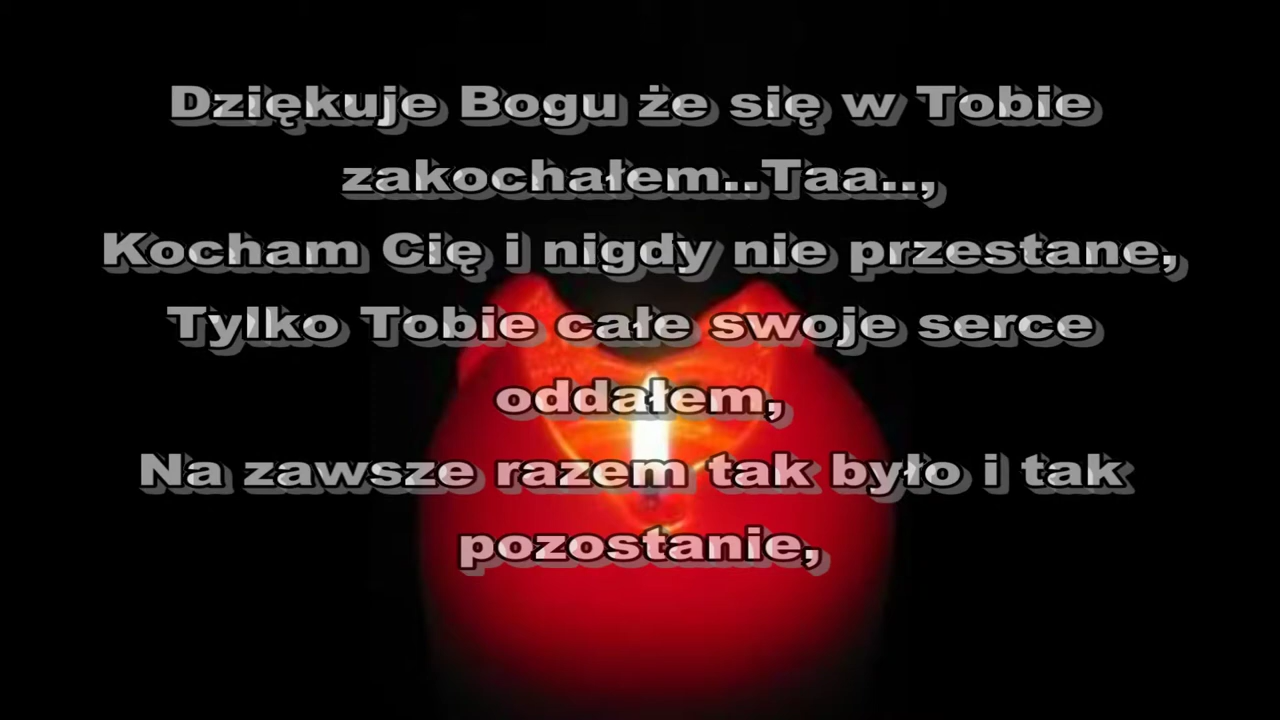 Dziękuje Bogu że się w Tobie
zakochałem..Taa..,
Kocham Cię i nigdy nie przestane,
Tylko Tobie całe swoje serce
oddałem,
Na zawsze razem tak było i tak
pozostanie,